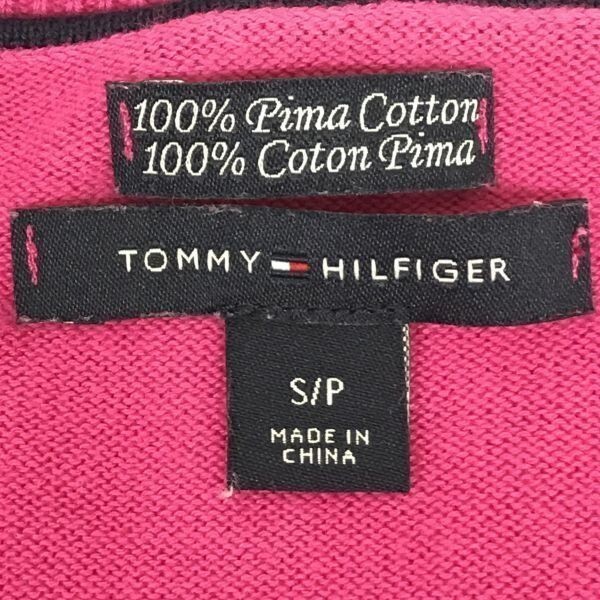 100% Pima Cotton
100% Coton Pima
TOMMY HILFIGER
S/P
MADE IN
CHINA